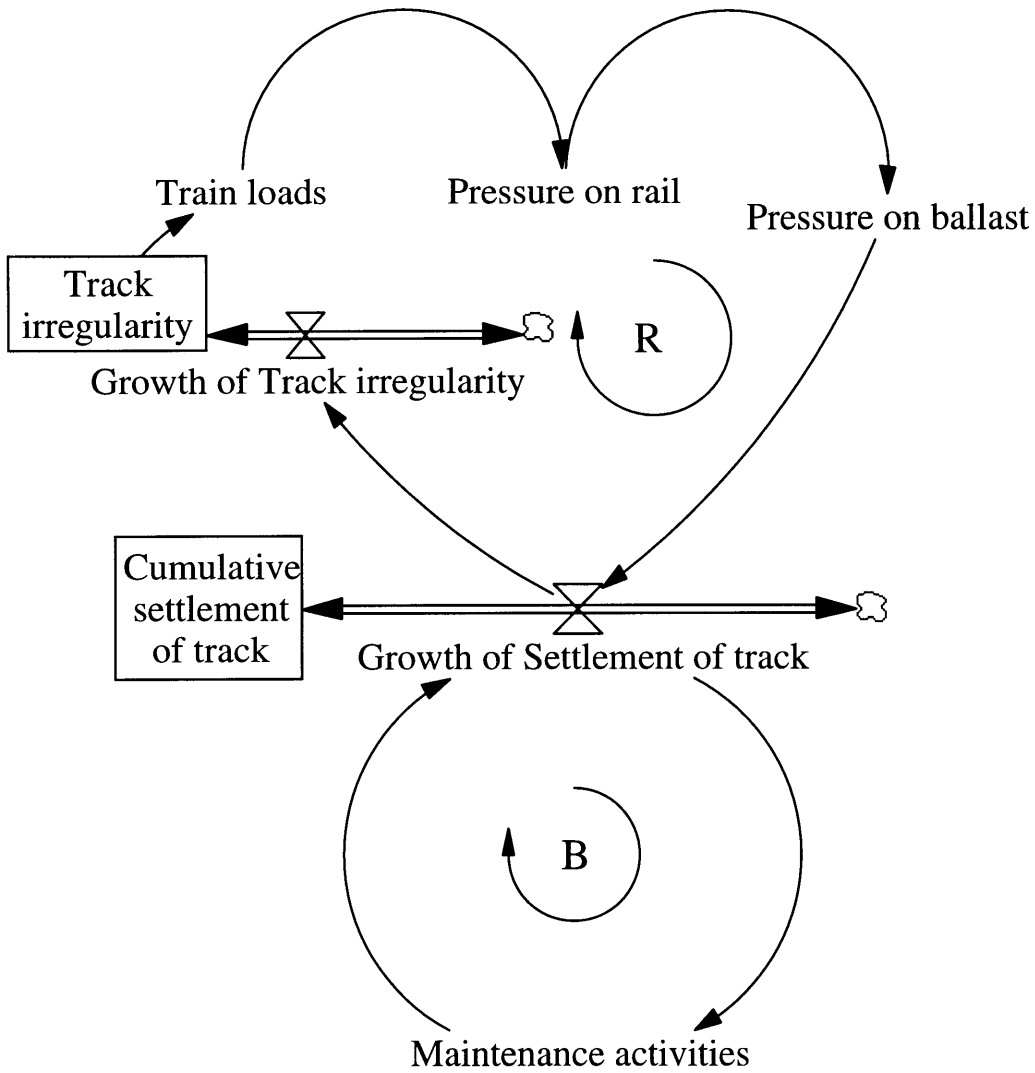 Train loads
Pressure on rail
Pressure on ballast
Track
irregularity
R
Growth of Track irregularity
Cumulative
settlement
of track
Growth of Settlement of track
B
Maintenance activities